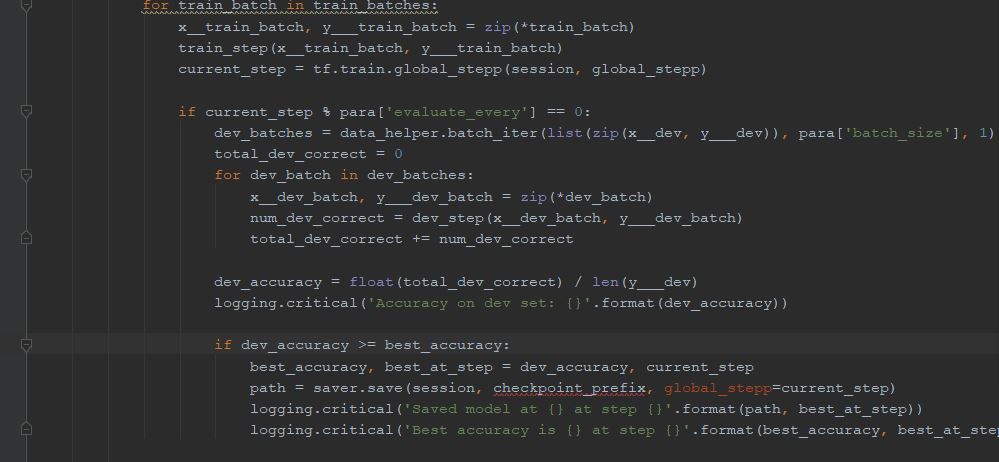 for train_batch in train_batches:
x__train_batch, y___train_batch = zip(*train_batch)
train_step(x__train_batch, y___train_batch)
current_step = tf.train.global_stepp(session, global_stepp)
if current_step % para['evaluate_every'] == 0:
dev_batches = data_helper.batch_iter(list(zip(x__dev, y___dev)), para['batch_size'], 1)
total_dev_correct = 0
for dev_batch in dev_batches:
x__dev_batch, y___dev_batch = zip(*dev_batch)
num_dev_correct = dev_step(x__dev_batch, y___dev_batch)
total_dev_correct += num_dev_correct
dev_accuracy = float(total_dev_correct) / len(y___dev)
logging.critical('Accuracy on dev set: {}'.format(dev_accuracy))
if dev_accuracy >= best_accuracy:
best_accuracy, best_at_step = dev_accuracy, current_step
path = saver.save(session, checkpoint_prefix, global_stepp=current_step)
logging.critical('Saved model at {} at step {}'.format(path, best_at_step))
logging.critical('Best accuracy is {} at step {}'.format(best_accuracy, best_at_ste